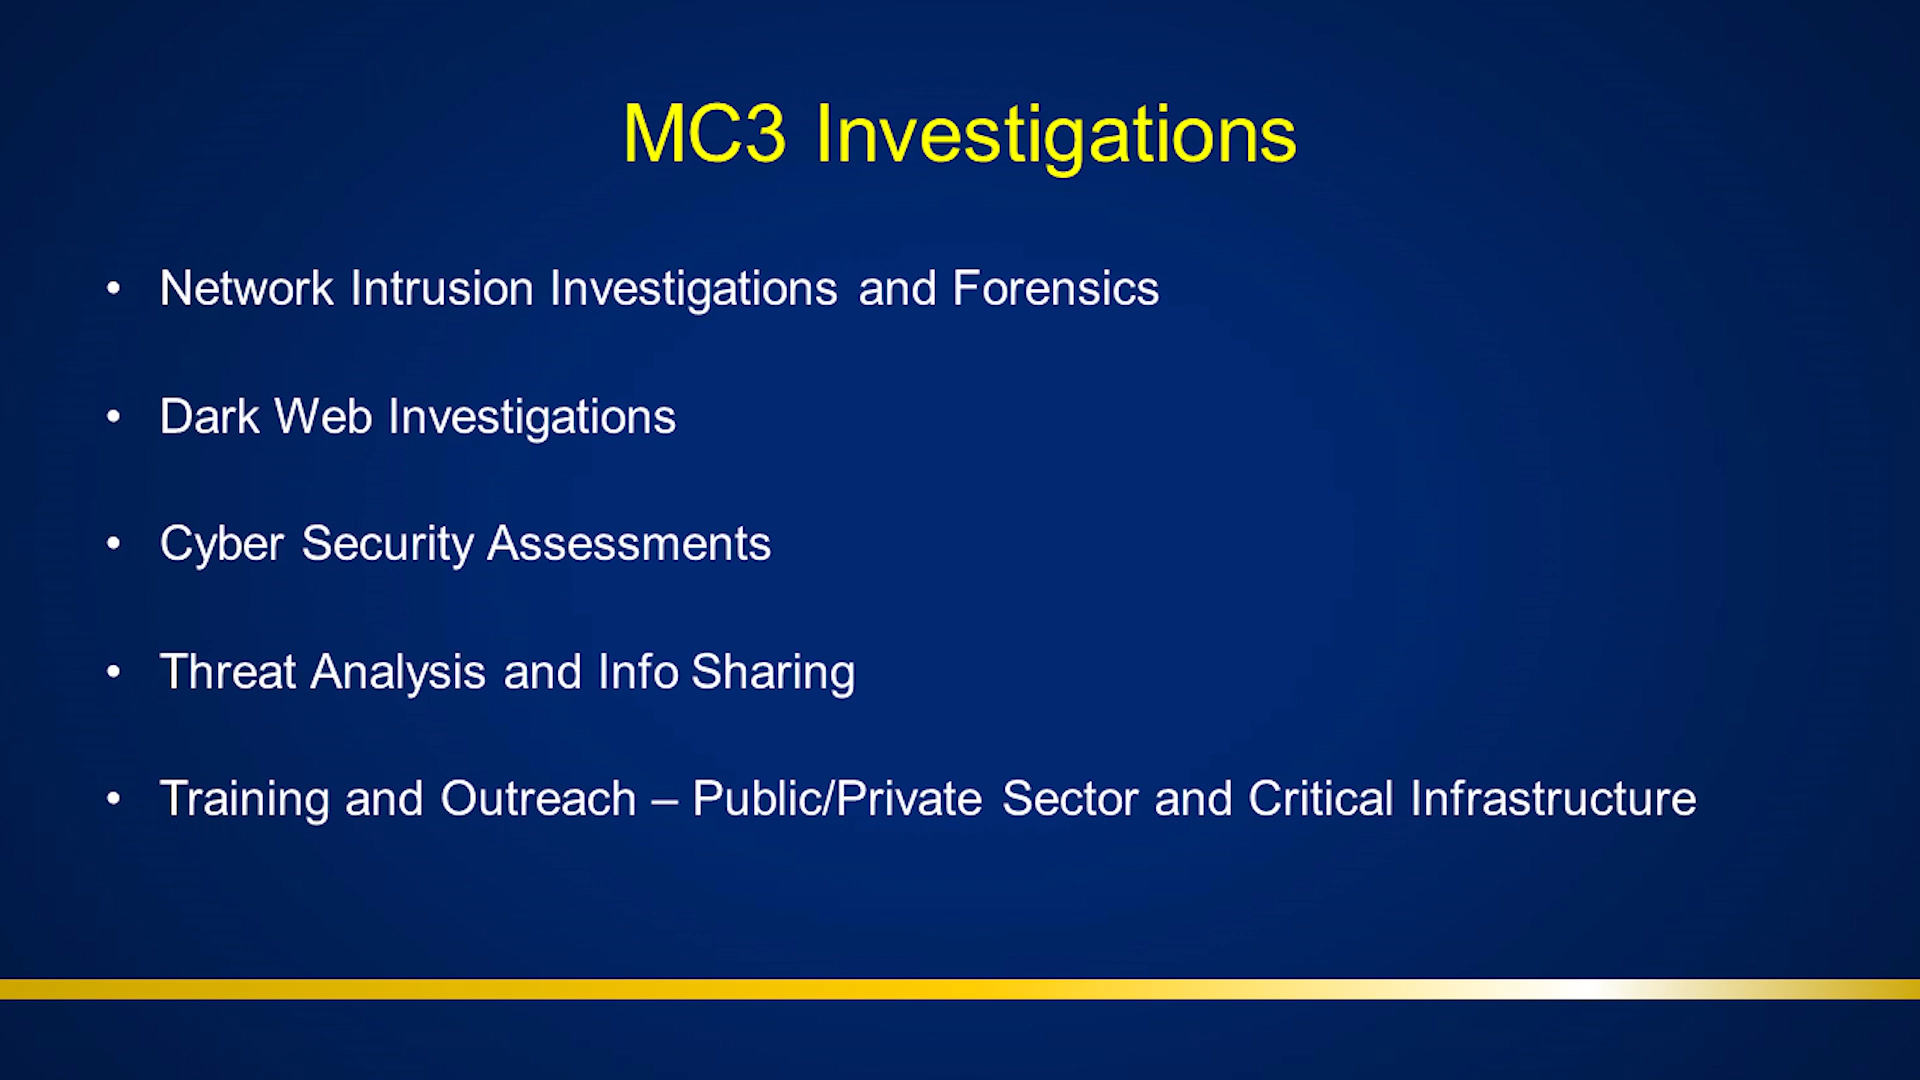 MC3 Investigations
• Network Intrusion Investigations and Forensics
• Dark Web Investigations
• Cyber Security Assessments
• Threat Analysis and Info Sharing
• Training and Outreach – Public/Private Sector and Critical Infrastructure